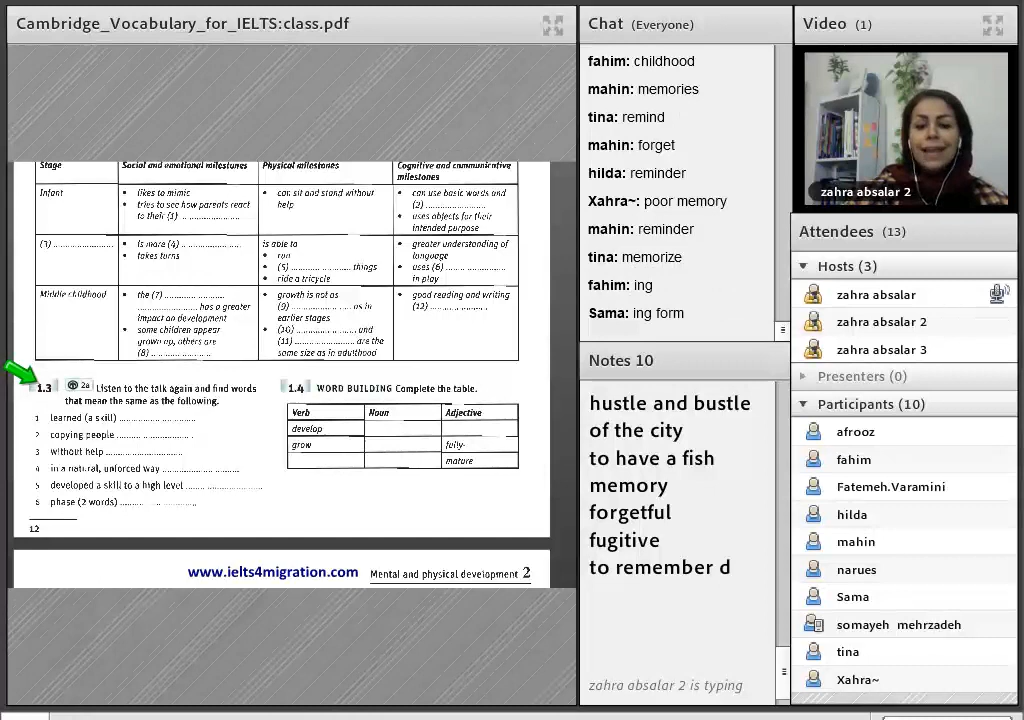 Cambridge_Vocabulary_for_IELTS:class.pdf
Stage Social and emotional milestones Physical milestones Cognitive and communicative
milestones
Infant
• likes to mimic
• tries to see how parents react
to their (1) ........................
• can sit and stand without
help
• can use basic words and
(2) ........................
• uses objects for their
intended purpose
(3) ........................
• is more (4) ........................
• takes turns
is able to
• run
• (5) ........................ things
• ride a tricycle
• greater understanding of
language
• uses (6) ........................
in play
Middle childhood
• the (7) ........................
........................ has a greater
impact on development
• some children appear
grown up, others are
(8) ........................
• growth is not as
(9) ........................ as in
earlier stages
• (10) ........................ and
(11) ........................ are the
same size as in adulthood
• good reading and writing
(12) ........................
1.3 2a Listen to the talk again and find words
that mean the same as the following.
1 learned (a skill) ........................
2 copying people ........................
3 without help ........................
4 in a natural, unforced way ........................
5 developed a skill to a high level ........................
6 phase (2 words) ........................
12
1.4 WORD BUILDING Complete the table.
Verb Noun Adjective
develop
grow fully-
mature
www.ielts4migration.com Mental and physical development 2
Chat (Everyone)
fahim: childhood
mahin: memories
tina: remind
mahin: forget
hilda: reminder
Xahra~: poor memory
mahin: reminder
tina: memorize
fahim: ing
Sama: ing form
Notes 10
hustle and bustle
of the city
to have a fish
memory
forgetful
fugitive
to remember d
zahra absalar 2 is typing
Video (1)
zahra absalar 2
Attendees (13)
Hosts (3)
zahra absalar
zahra absalar 2
zahra absalar 3
Presenters (0)
Participants (10)
afrooz
fahim
Fatemeh.Varamini
hilda
mahin
narues
Sama
somayeh mehrzadeh
tina
Xahra~